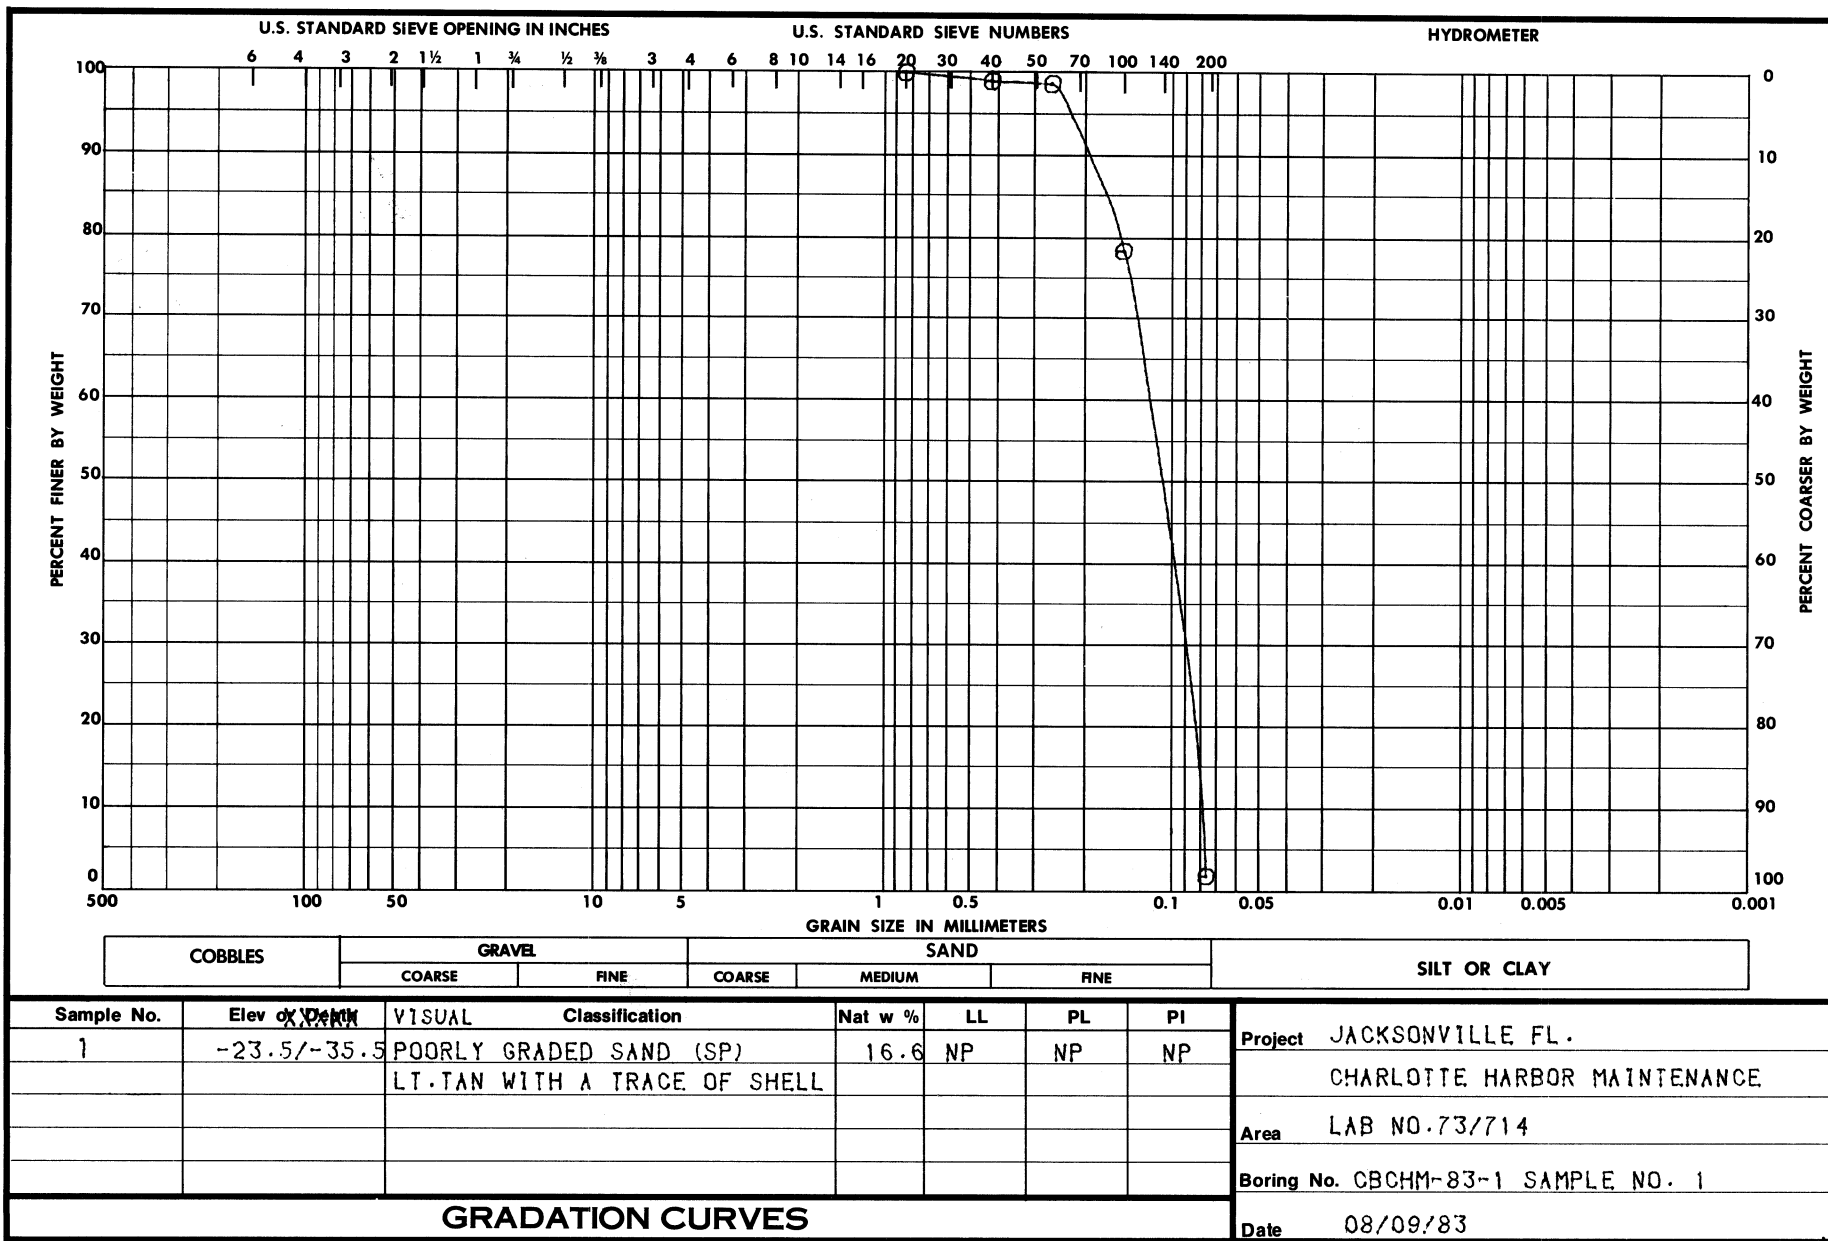 U.S. STANDARD SIEVE OPENING IN INCHES U.S. STANDARD SIEVE NUMBERS HYDROMETER
6 4 3 2 1½ 1 ¾ ½ ⅜ 3 4 6 8 10 14 16 20 30 40 50 70 100 140 200
100 0
90 10
80 20
70 30
60 40
50 50
40 60
30 70
20 80
10 90
0 100
PERCENT FINER BY WEIGHT
PERCENT COARSER BY WEIGHT
500 100 50 10 5 1 0.5 0.1 0.05 0.01 0.005 0.001
GRAIN SIZE IN MILLIMETERS
COBBLES GRAVEL SAND SILT OR CLAY
COARSE FINE COARSE MEDIUM FINE
Sample No. Elev or Depth VISUAL Classification Nat w % LL PL PI
1 -23.5/-35.5 POORLY GRADED SAND (SP) 16.6 NP NP NP
LT.TAN WITH A TRACE OF SHELL
Project JACKSONVILLE FL.
CHARLOTTE HARBOR MAINTENANCE
Area LAB NO.73/714
Boring No. CBCHM-83-1 SAMPLE NO. 1
Date 08/09/83
GRADATION CURVES